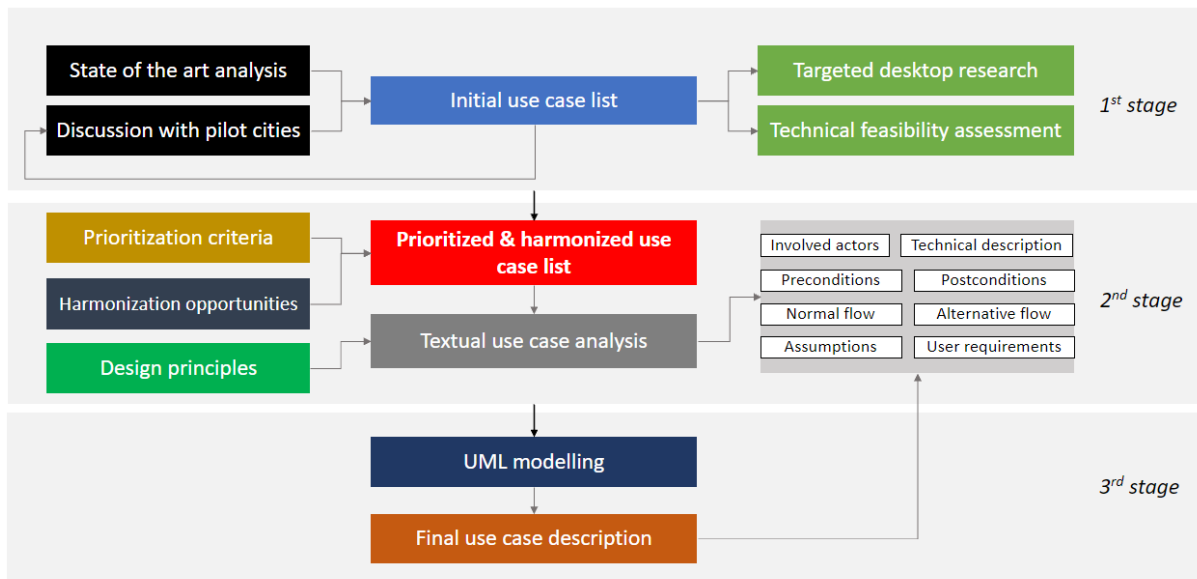 State of the art analysis
Discussion with pilot cities
Initial use case list
Targeted desktop research
Technical feasibility assessment
1st stage
Prioritization criteria
Harmonization opportunities
Design principles
Prioritized & harmonized use
case list
Textual use case analysis
Involved actors
Technical description
Preconditions
Postconditions
Normal flow
Alternative flow
Assumptions
User requirements
2nd stage
UML modelling
Final use case description
3rd stage